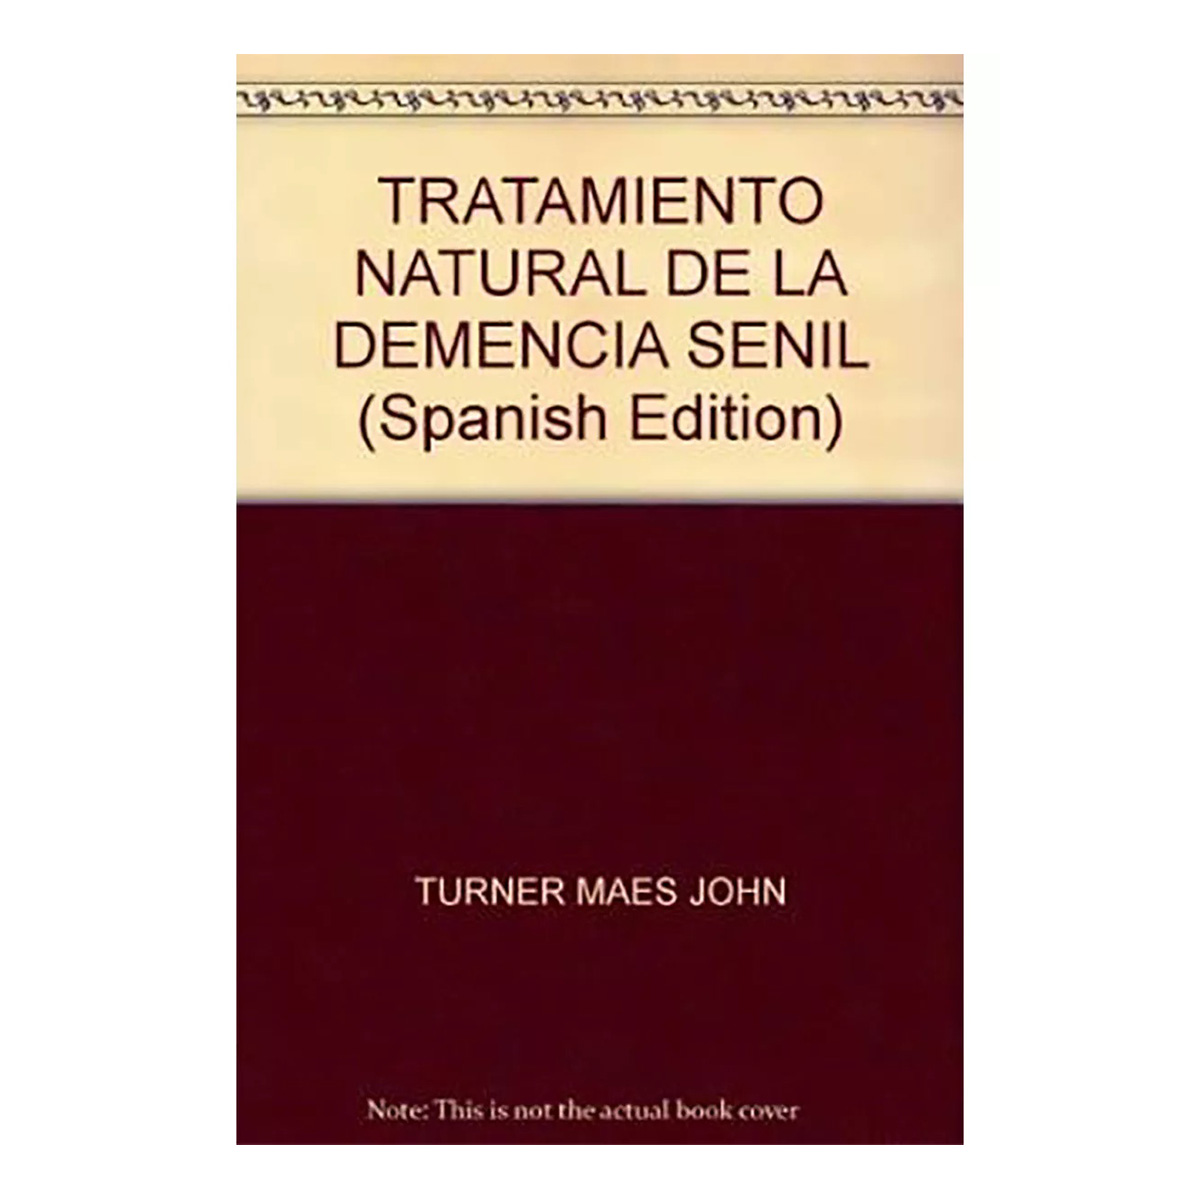 TRATAMIENTO
NATURAL DE LA
DEMENCIA SENIL
(Spanish Edition)
TURNER MAES JOHN
Note: This is not the actual book cover